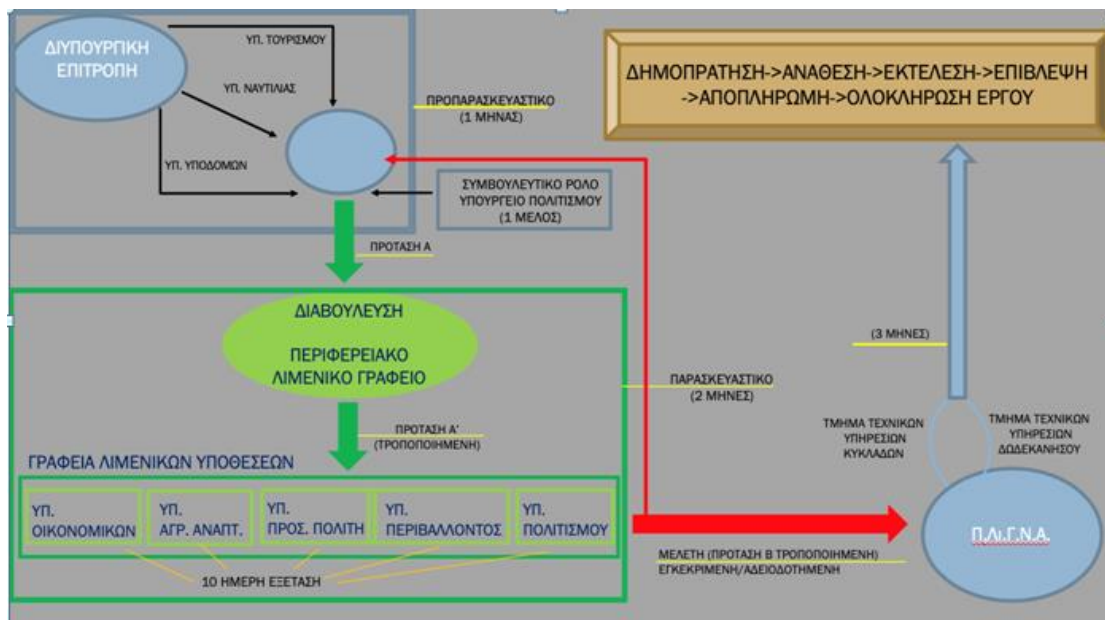 ΔΙΥΠΟΥΡΓΙΚΗ
ΕΠΙΤΡΟΠΗ
ΥΠ. ΤΟΥΡΙΣΜΟΥ
ΥΠ. ΝΑΥΤΙΛΙΑΣ
ΥΠ. ΥΠΟΔΟΜΩΝ
ΠΡΟΠΑΡΑΣΚΕΥΑΣΤΙΚΟ
(1 ΜΗΝΑΣ)
ΣΥΜΒΟΥΛΕΥΤΙΚΟ ΡΟΛΟ
ΥΠΟΥΡΓΕΙΟ ΠΟΛΙΤΙΣΜΟΥ
(1 ΜΕΛΟΣ)
ΔΗΜΟΠΡΑΤΗΣΗ->ΑΝΑΘΕΣΗ->ΕΚΤΕΛΕΣΗ->ΕΠΙΒΛΕΨΗ
->ΑΠΟΠΛΗΡΩΜΗ->ΟΛΟΚΛΗΡΩΣΗ ΕΡΓΟΥ
ΠΡΟΤΑΣΗ Α
ΔΙΑΒΟΥΛΕΥΣΗ
ΠΕΡΙΦΕΡΕΙΑΚΟ
ΛΙΜΕΝΙΚΟ ΓΡΑΦΕΙΟ
ΠΑΡΑΣΚΕΥΑΣΤΙΚΟ
(2 ΜΗΝΕΣ)
ΠΡΟΤΑΣΗ Α'
(ΤΡΟΠΟΠΟΙΗΜΕΝΗ)
ΓΡΑΦΕΙΑ ΛΙΜΕΝΙΚΩΝ ΥΠΟΘΕΣΕΩΝ
ΥΠ.
ΟΙΚΟΝΟΜΙΚΩΝ
ΥΠ.
ΑΓΡ. ΑΝΑΠΤ.
ΥΠ.
ΠΡΟΣ. ΠΟΛΙΤΗ
ΥΠ.
ΠΕΡΙΒΑΛΛΟΝΤΟΣ
ΥΠ.
ΠΟΛΙΤΙΣΜΟΥ
10 ΗΜΕΡΗ ΕΞΕΤΑΣΗ
ΜΕΛΕΤΗ (ΠΡΟΤΑΣΗ Β ΤΡΟΠΟΠΟΙΗΜΕΝΗ)
ΕΓΚΕΚΡΙΜΕΝΗ/ΑΔΕΙΟΔΟΤΗΜΕΝΗ
(3 ΜΗΝΕΣ)
ΤΜΗΜΑ ΤΕΧΝΙΚΩΝ
ΥΠΗΡΕΣΙΩΝ
ΚΥΚΛΑΔΩΝ
ΤΜΗΜΑ ΤΕΧΝΙΚΩΝ
ΥΠΗΡΕΣΙΩΝ
ΔΩΔΕΚΑΝΗΣΟΥ
Π.Λι.Γ.Ν.Α.